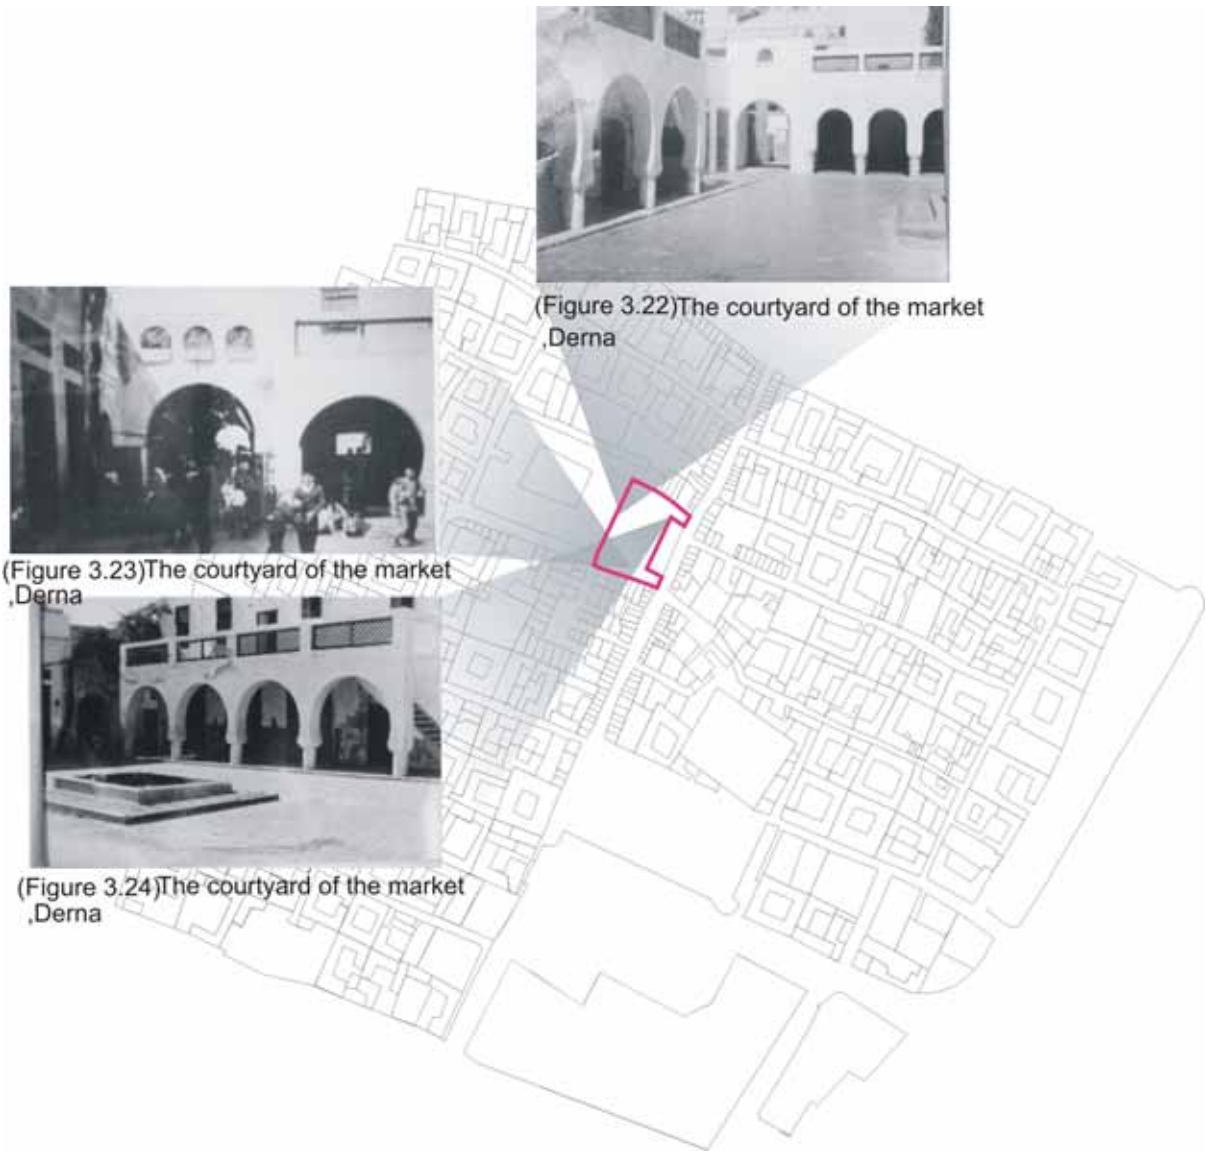 (Figure 3.22)The courtyard of the market
,Derna
(Figure 3.23)The courtyard of the market
,Derna
(Figure 3.24)The courtyard of the market
,Derna